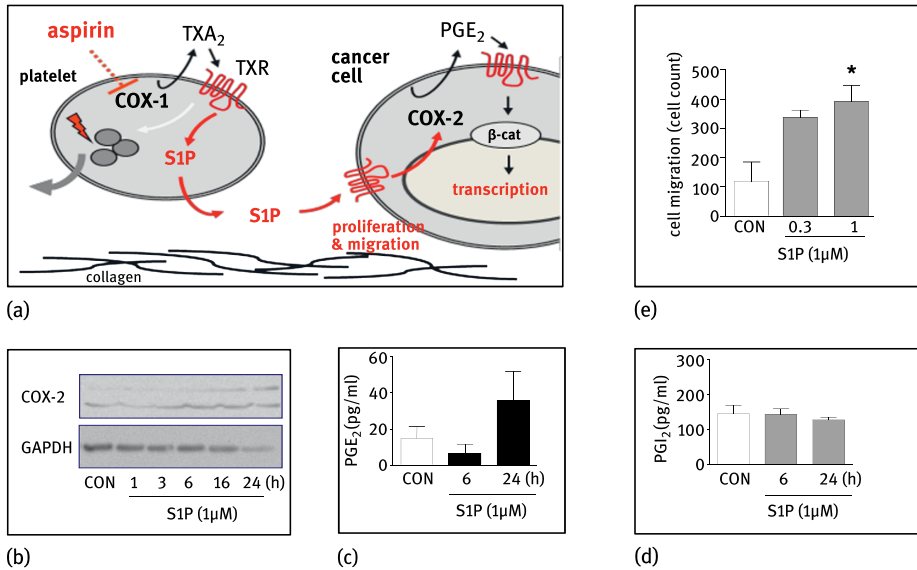 aspirin
TXA2
TXR
platelet
COX-1
S1P
S1P
collagen
cancer
cell
PGE2
COX-2
β-cat
transcription
proliferation
& migration
(a)
cell migration (cell count)
500
400
300
200
100
0
*
CON
0.3
1
S1P (1µM)
(e)
COX-2
GAPDH
CON 1 3 6 16 24 (h)
S1P (1µM)
(b)
PGE2(pg/ml)
60
40
20
0
CON 6 24 (h)
S1P (1µM)
(c)
PGI2(pg/ml)
300
200
100
0
CON 6 24 (h)
S1P (1µM)
(d)